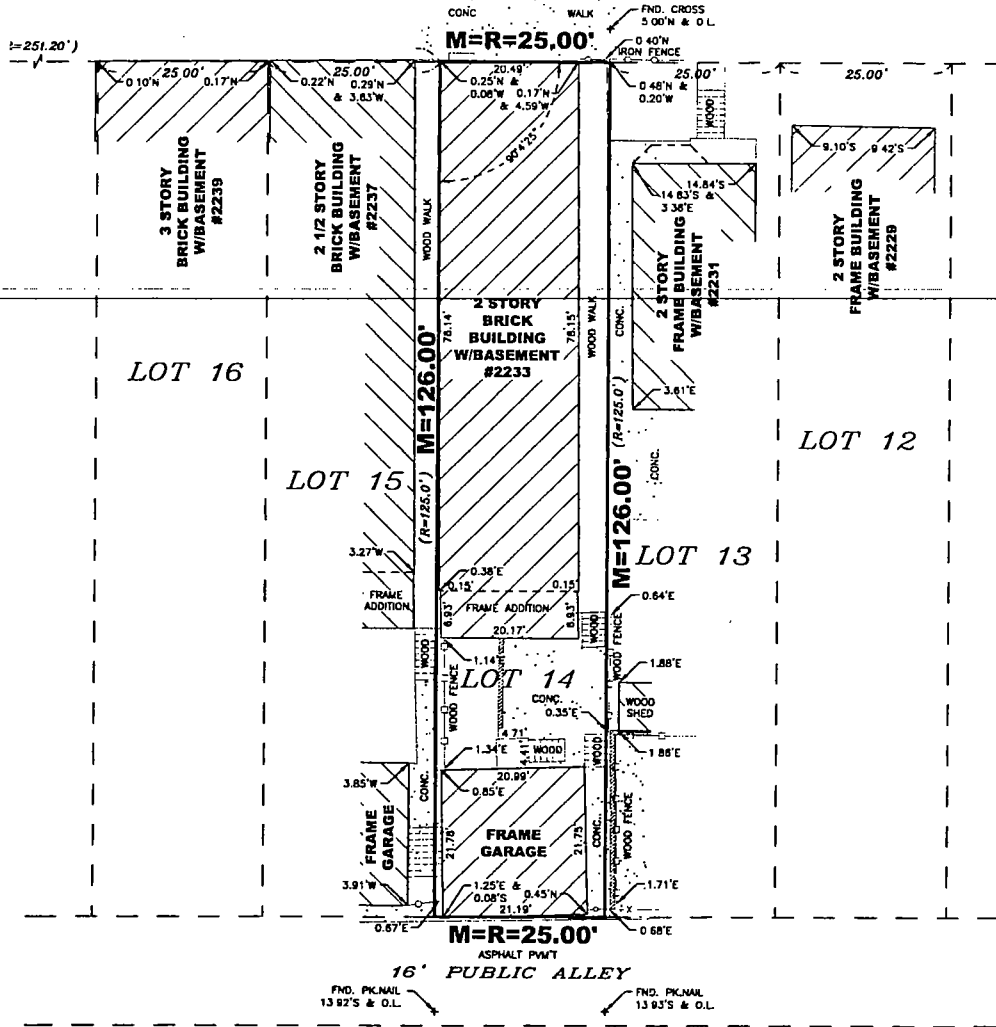 CONC WALK
FND. CROSS
5.00'N & O.L.
M=R=25.00'
0.40'N
IRON FENCE
=251.20')
25.00'
25.00'
20.49'
25.00'
25.00'
0.10'N
0.17'N
0.22'N
0.29'N
& 3.83'W
0.25'N &
0.08'W
0.17'N
& 4.59'W
0.48'N &
0.20'W
WOOD
90°4'25"
9.10'S
9.42'S
14.84'S
14.83'S &
3.38'E
3 STORY
BRICK BUILDING
W/BASEMENT
#2239
2 1/2 STORY
BRICK BUILDING
W/BASEMENT
#2237
WOOD WALK
2 STORY
FRAME BUILDING
W/BASEMENT
#2231
2 STORY
FRAME BUILDING
W/BASEMENT
#2229
2 STORY
BRICK
BUILDING
W/BASEMENT
#2233
78.14'
78.15'
WOOD WALK
CONC.
LOT 16
M=126.00'
(R=125.0')
(R=125.0')
3.61'E
LOT 12
CONC.
LOT 15
M=126.00'
LOT 13
3.27'W
0.38'E
0.15'
0.15'
FRAME
ADDITION
6.93'
FRAME ADDITION
6.93'
0.64'E
20.17'
WOOD
WOOD
WOOD FENCE
1.14'
1.88'E
LOT 14
WOOD FENCE
CONC.
0.35'E
WOOD
SHED
4.71'
4.41'
WOOD
WOOD
1.34'E
1.86'E
20.99'
3.85'W
0.85'E
CONC.
FRAME
GARAGE
21.78'
FRAME
GARAGE
21.75'
CONC.
WOOD FENCE
3.91'W
1.25'E &
0.08'S
0.45'N
1.71'E
21.19'
0.67'E
0.68'E
M=R=25.00'
ASPHALT PVM'T
16' PUBLIC ALLEY
FND. PK.NAIL
13.92'S & O.L.
FND. PK.NAIL
13.93'S & O.L.